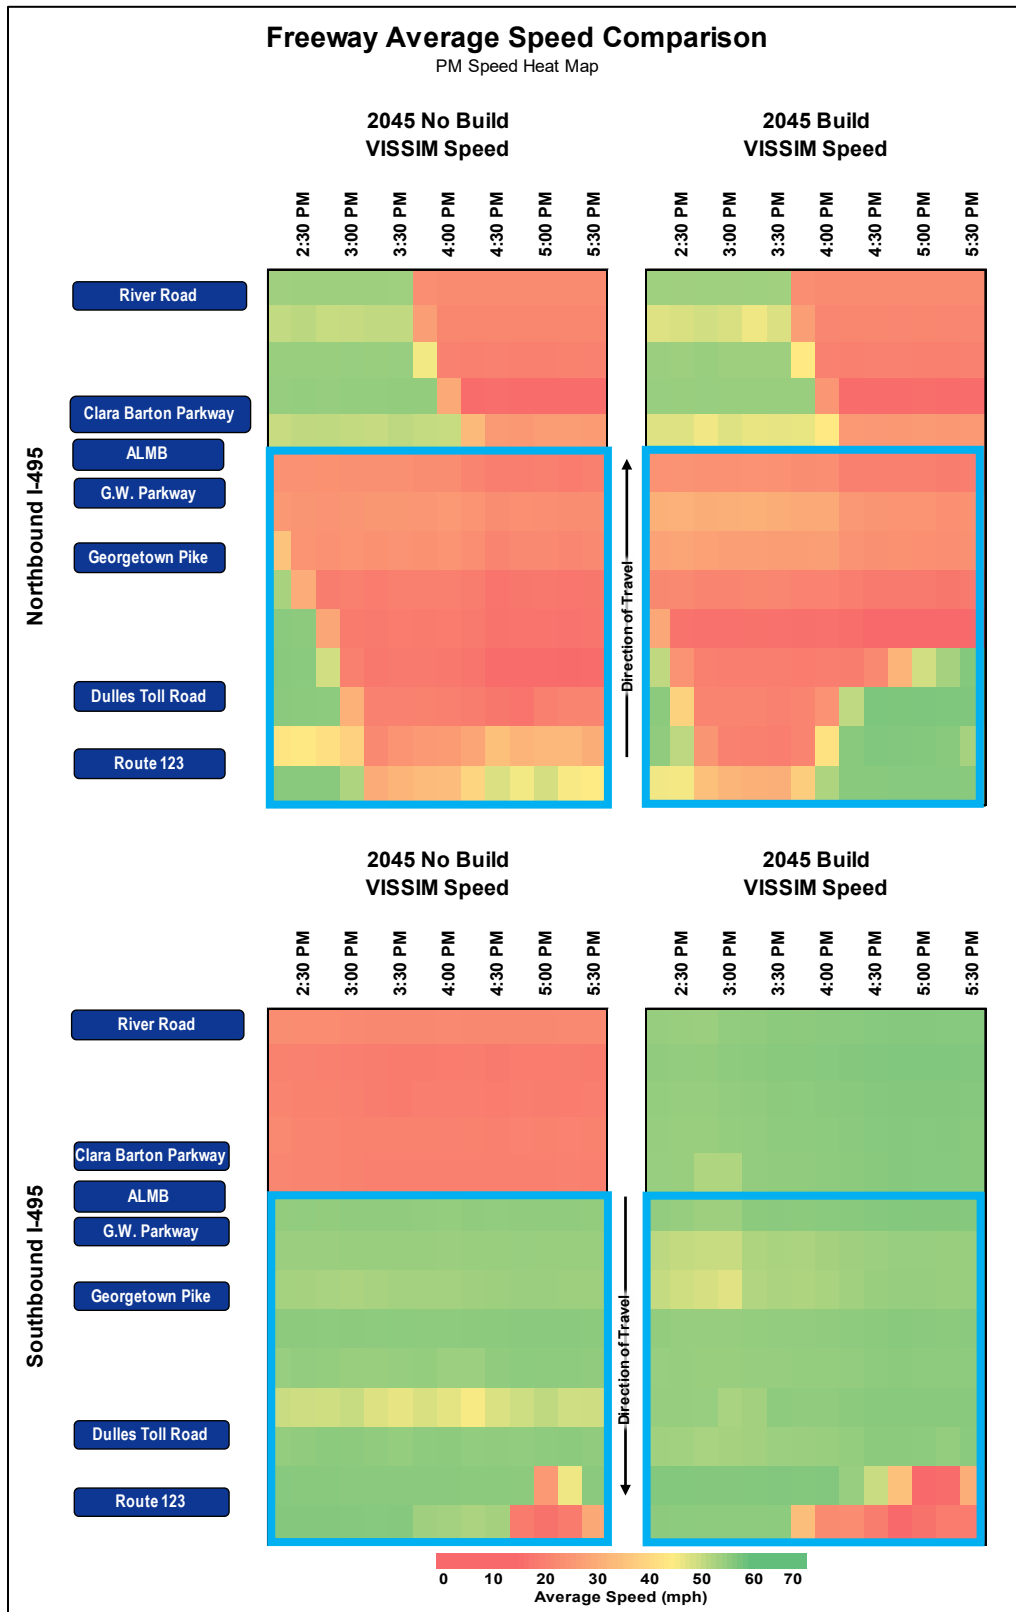 Freeway Average Speed Comparison
PM Speed Heat Map
2045 No Build
VISSIM Speed
2045 Build
VISSIM Speed
2:30 PM
3:00 PM
3:30 PM
4:00 PM
4:30 PM
5:00 PM
5:30 PM
2:30 PM
3:00 PM
3:30 PM
4:00 PM
4:30 PM
5:00 PM
5:30 PM
Northbound I-495
River Road
Clara Barton Parkway
ALMB
G.W. Parkway
Georgetown Pike
Dulles Toll Road
Route 123
Direction of Travel
2045 No Build
VISSIM Speed
2045 Build
VISSIM Speed
2:30 PM
3:00 PM
3:30 PM
4:00 PM
4:30 PM
5:00 PM
5:30 PM
2:30 PM
3:00 PM
3:30 PM
4:00 PM
4:30 PM
5:00 PM
5:30 PM
Southbound I-495
River Road
Clara Barton Parkway
ALMB
G.W. Parkway
Georgetown Pike
Dulles Toll Road
Route 123
Direction of Travel
0 10 20 30 40 50 60 70
Average Speed (mph)